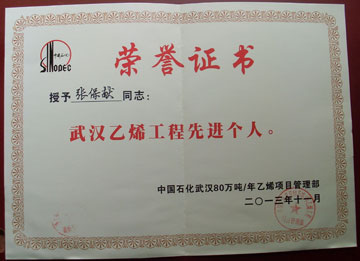 SINOPEC
荣誉证书
授予张保献同志：
武汉乙烯工程先进个人。
中国石化武汉80万吨/年乙烯项目管理部
二〇一三年十一月